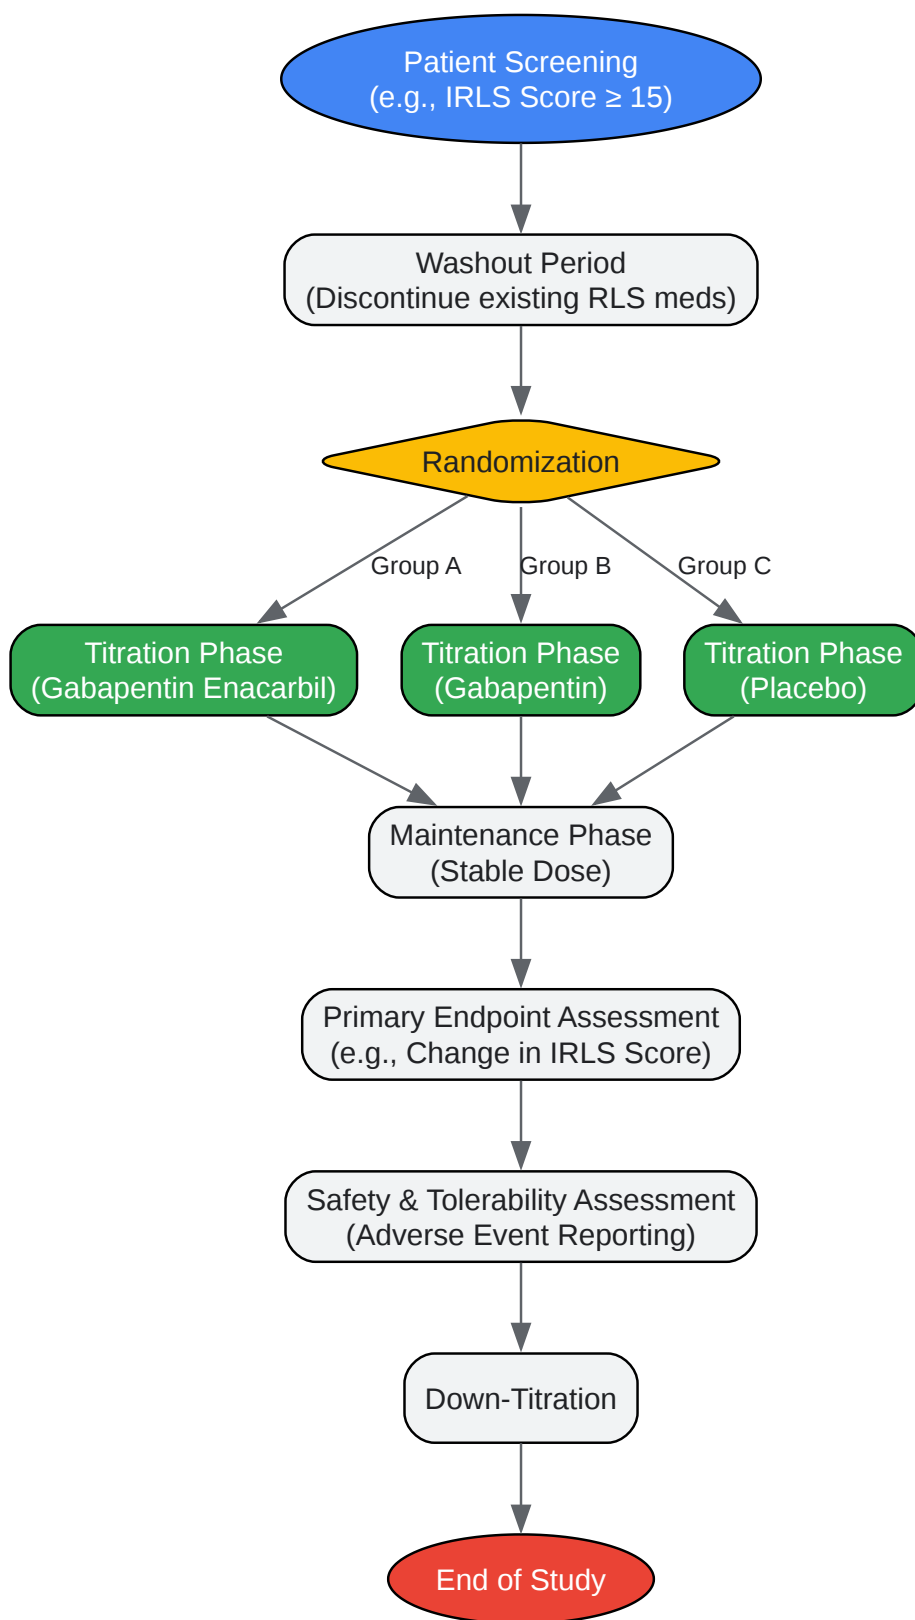 Patient Screening
(e.g., IRLS Score ≥ 15)
Washout Period
(Discontinue existing RLS meds)
Randomization
Group A
Group B
Group C
Titration Phase
(Gabapentin Enacarbil)
Titration Phase
(Gabapentin)
Titration Phase
(Placebo)
Maintenance Phase
(Stable Dose)
Primary Endpoint Assessment
(e.g., Change in IRLS Score)
Safety & Tolerability Assessment
(Adverse Event Reporting)
Down-Titration
End of Study